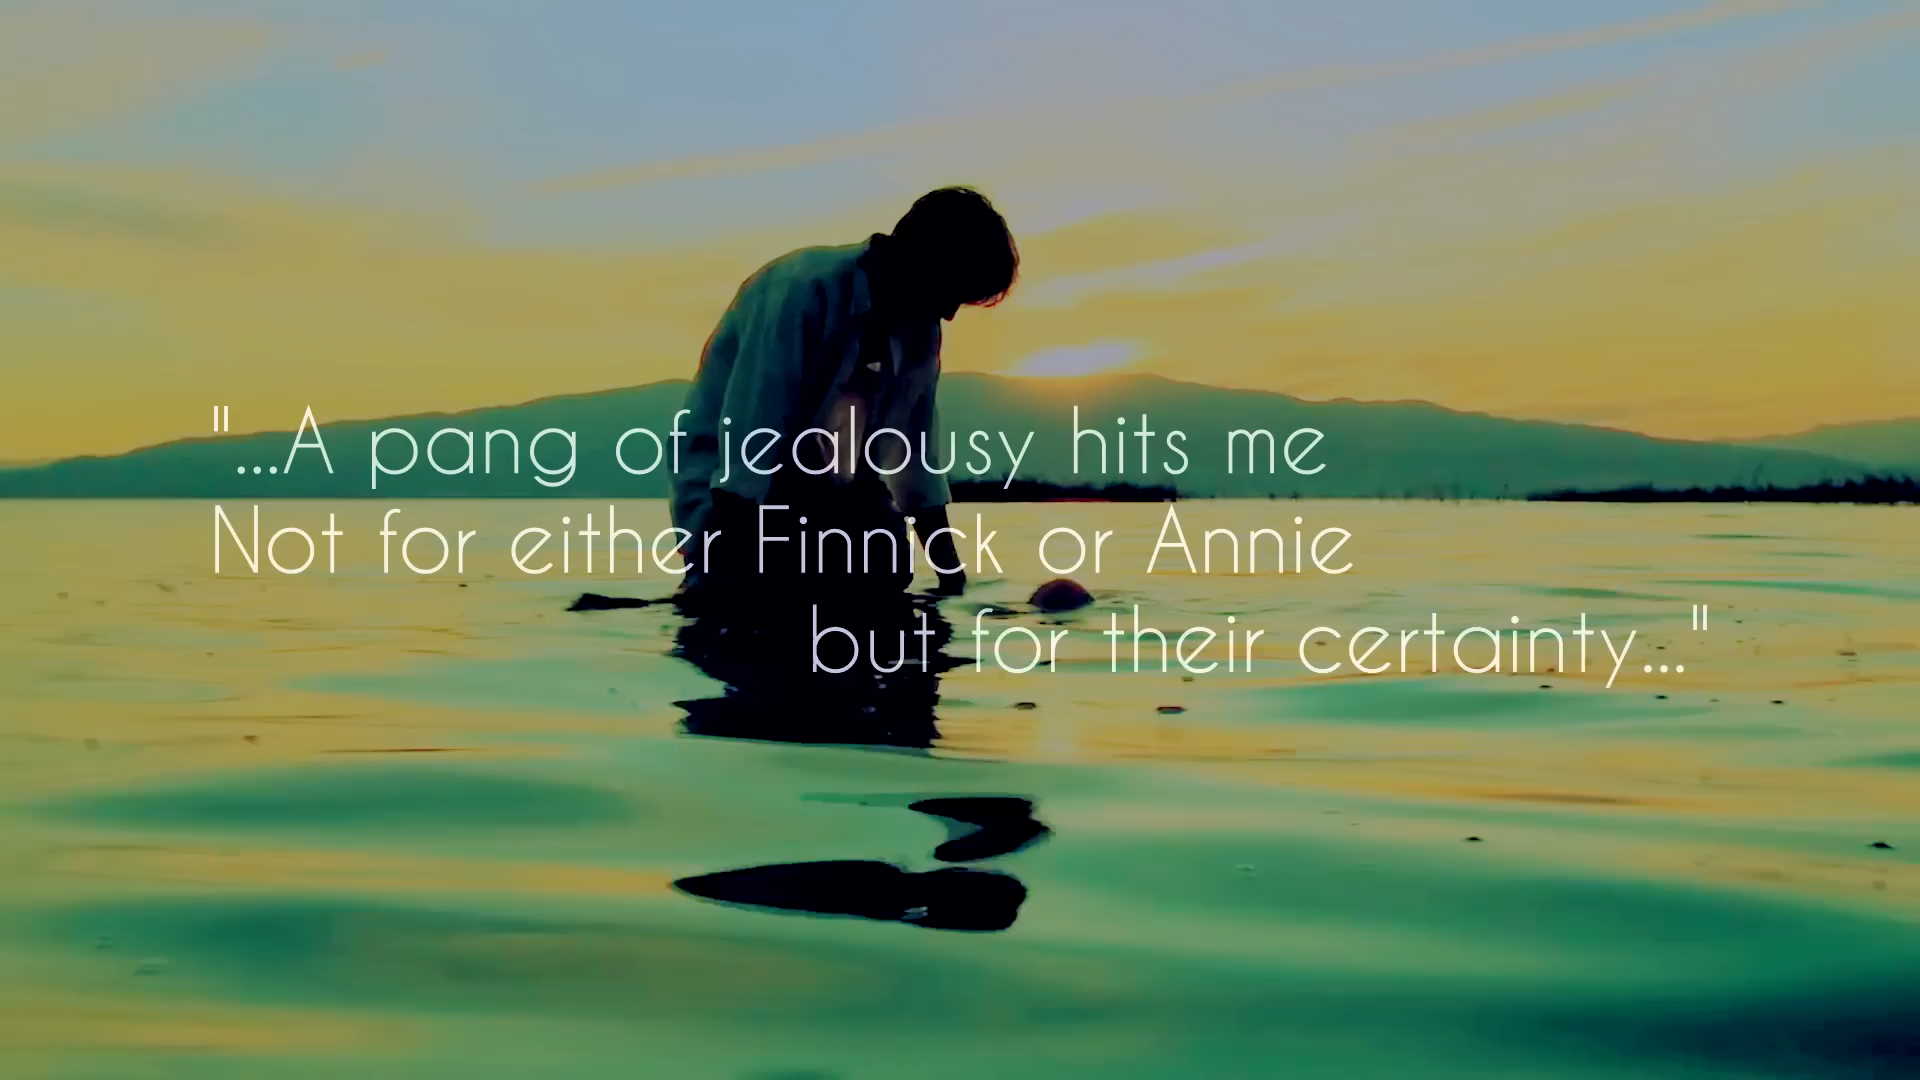 "...A pang of jealousy hits me
Not for either Finnick or Annie
but for their certainty..."